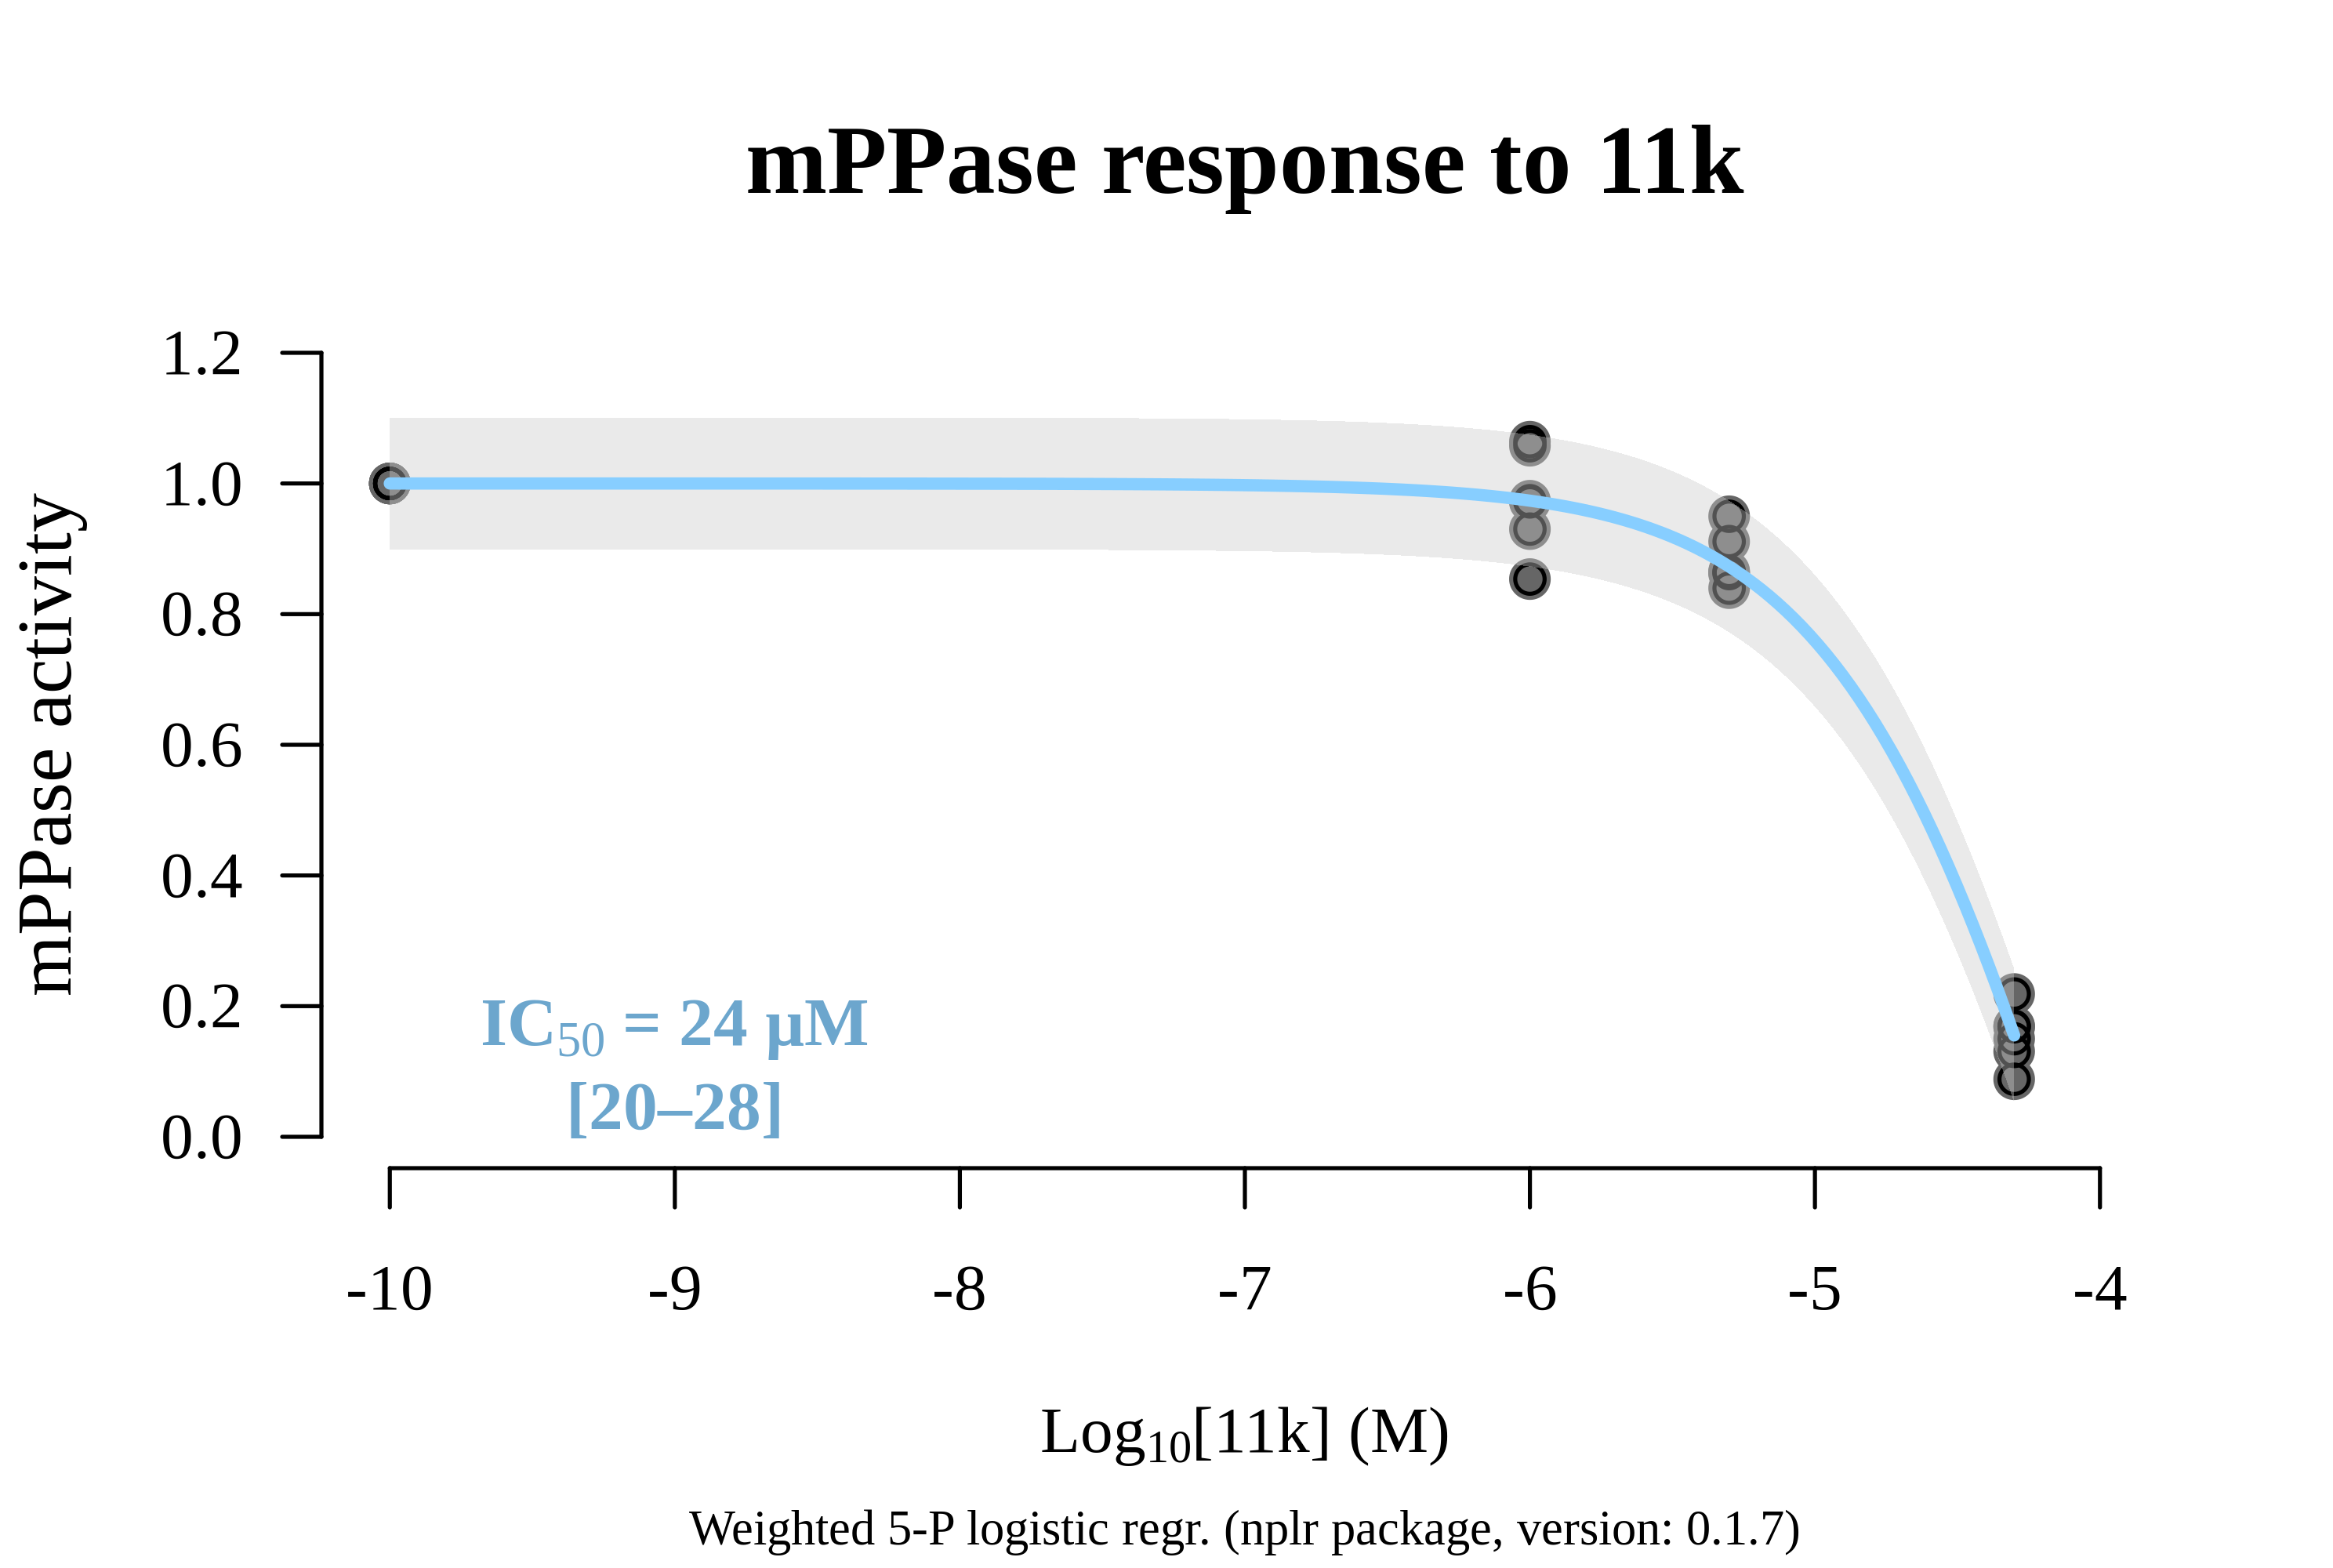 mPPase response to 11k
mPPase activity
1.2
1.0
0.8
0.6
0.4
0.2
0.0
IC50 = 24 µM
[20–28]
-10 -9 -8 -7 -6 -5 -4
Log10[11k] (M)
Weighted 5-P logistic regr. (nplr package, version: 0.1.7)